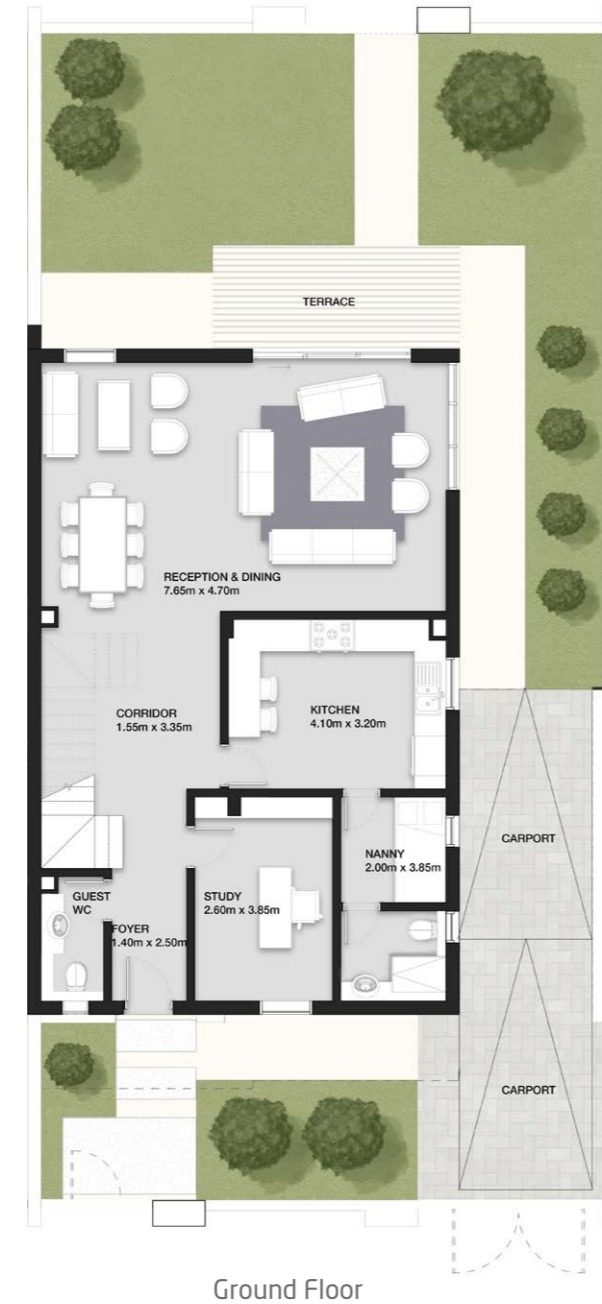 TERRACE
RECEPTION & DINING
7.65m x 4.70m
CORRIDOR
1.55m x 3.35m
KITCHEN
4.10m x 3.20m
CARPORT
NANNY
2.00m x 3.85m
GUEST
WC
STUDY
2.60m x 3.85m
FOYER
1.40m x 2.50m
CARPORT
Ground Floor